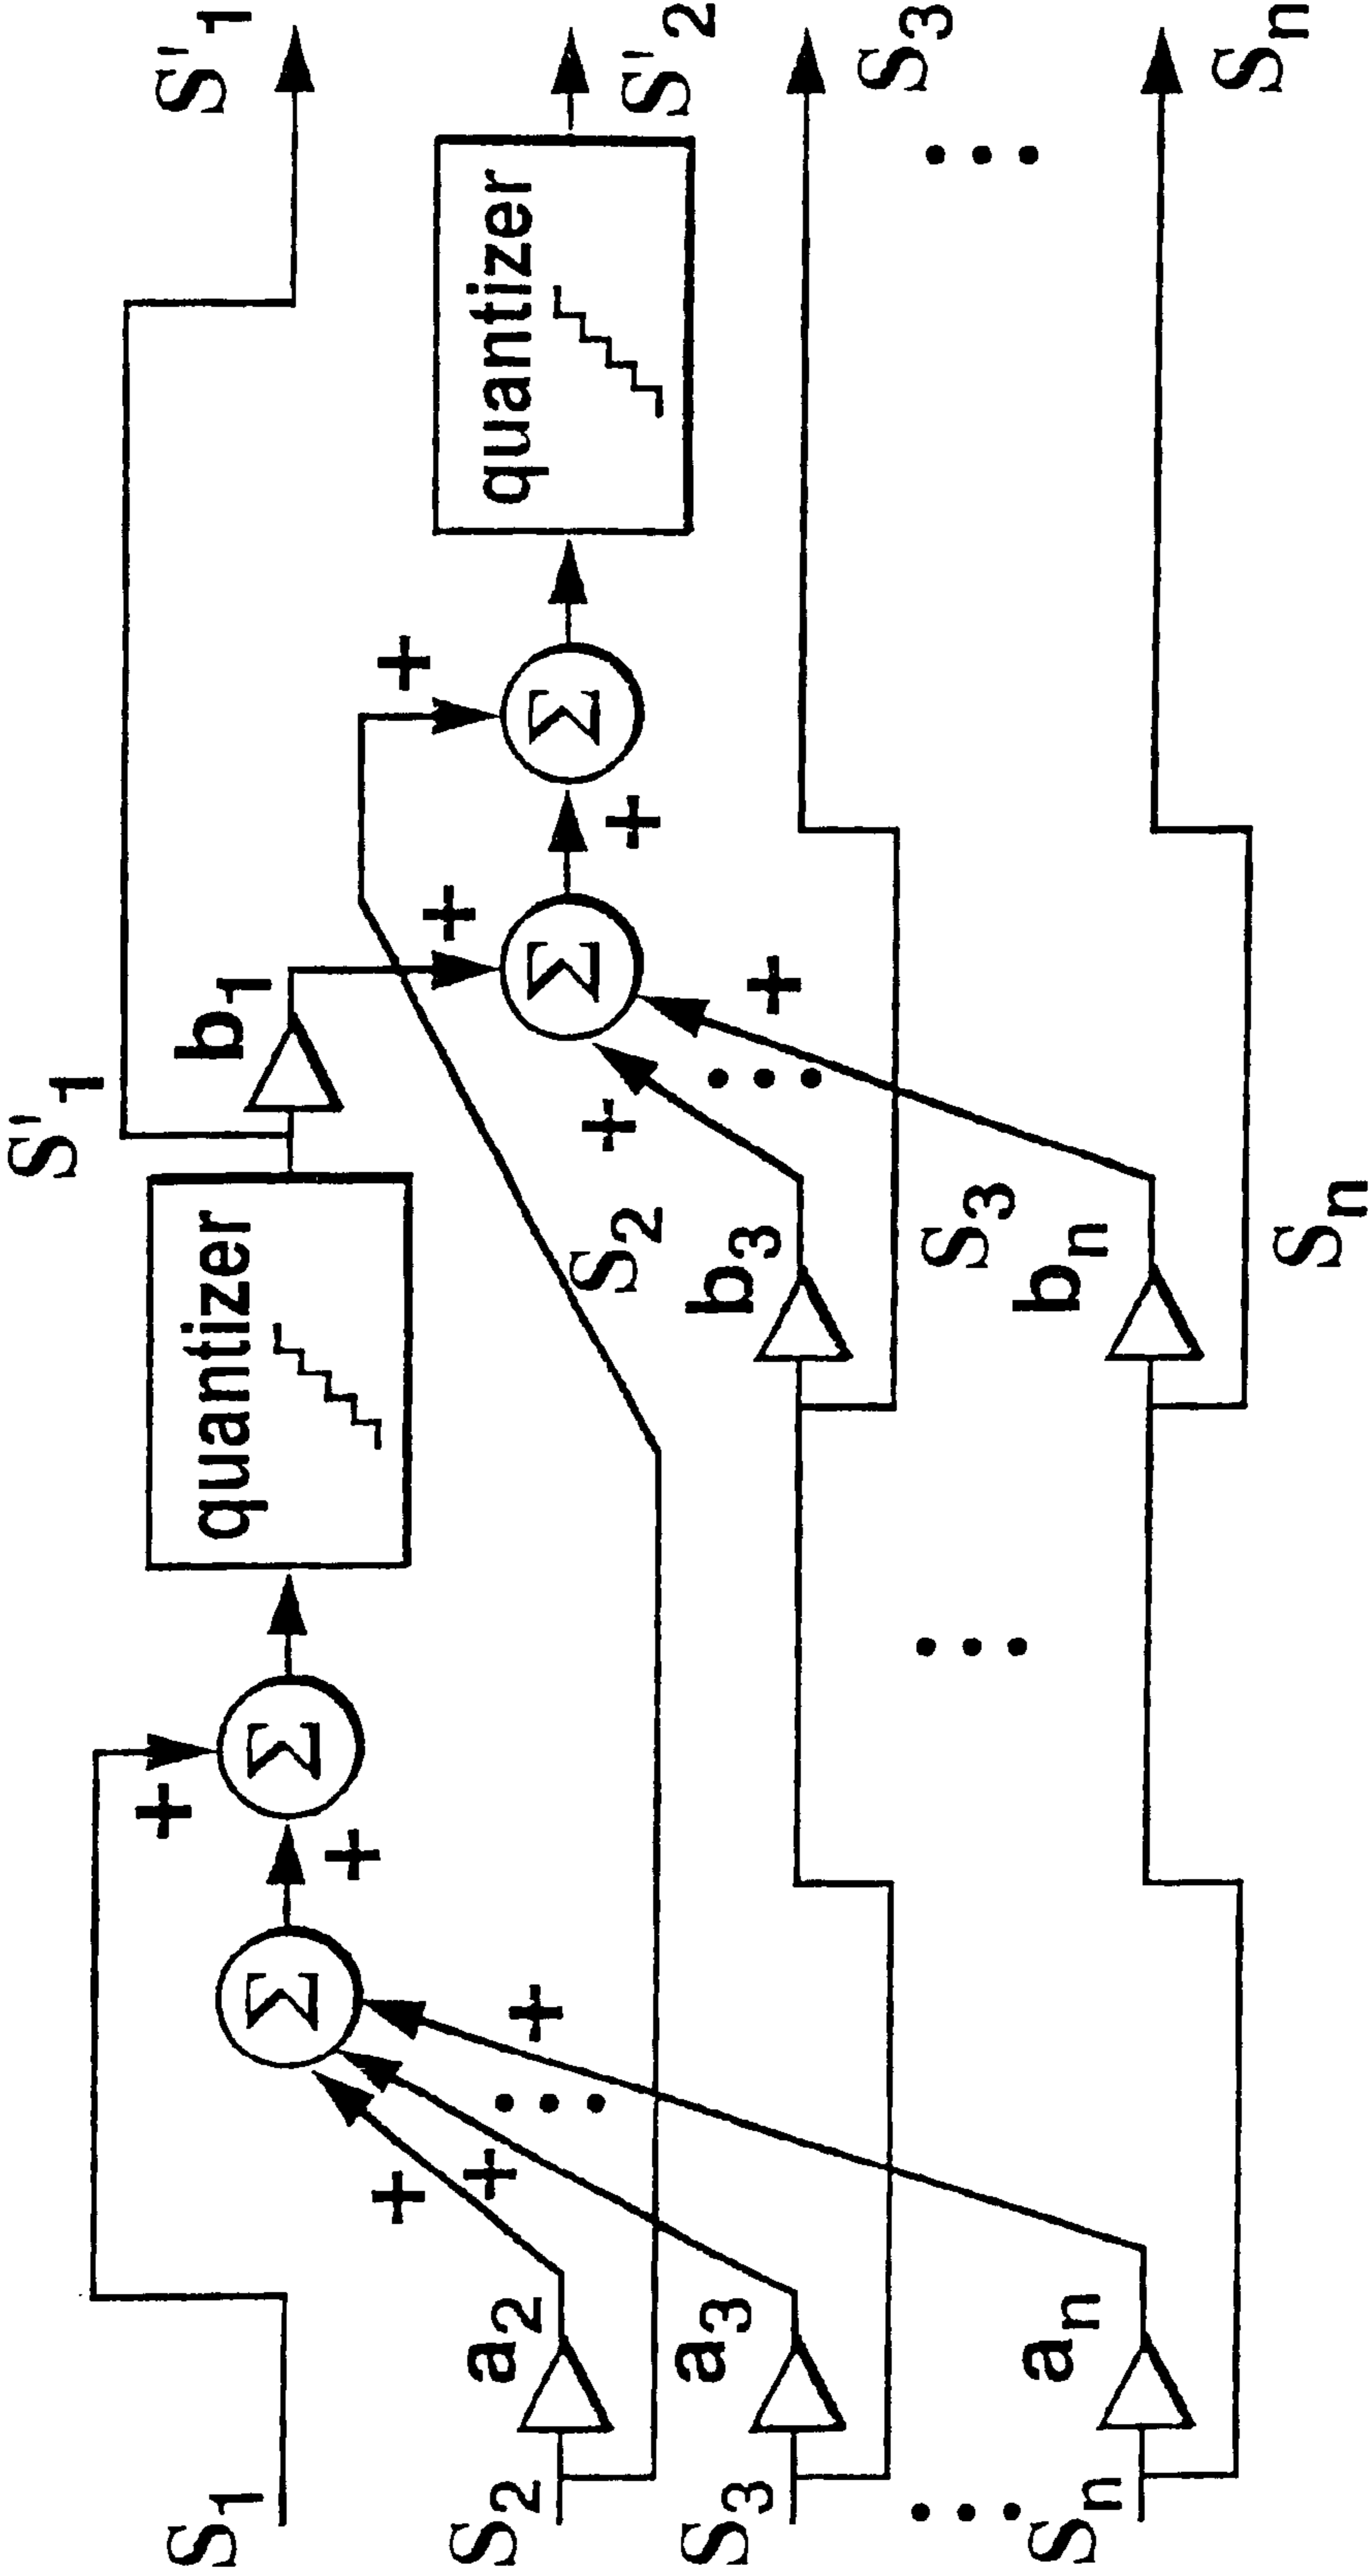 S1
S2
S3
Sn
a2
a3
an
+
+
+
Σ
+
+
Σ
quantizer
S'1
b1
S2
b3
S3
bn
Sn
+
+
+
Σ
+
+
Σ
quantizer
S'1
S'2
S3
Sn